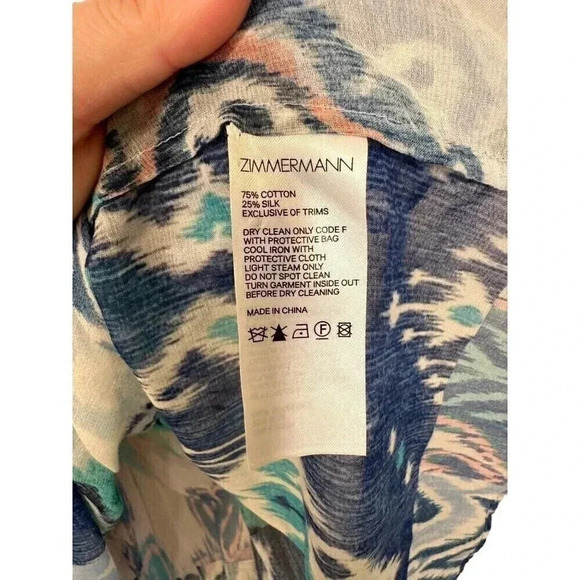 ZIMMERMANN
75% COTTON
25% SILK
EXCLUSIVE OF TRIMS
DRY CLEAN ONLY CODE F
WITH PROTECTIVE BAG
COOL IRON WITH
PROTECTIVE CLOTH
LIGHT STEAM ONLY
DO NOT SPOT CLEAN
TURN GARMENT INSIDE OUT
BEFORE DRY CLEANING
MADE IN CHINA
F